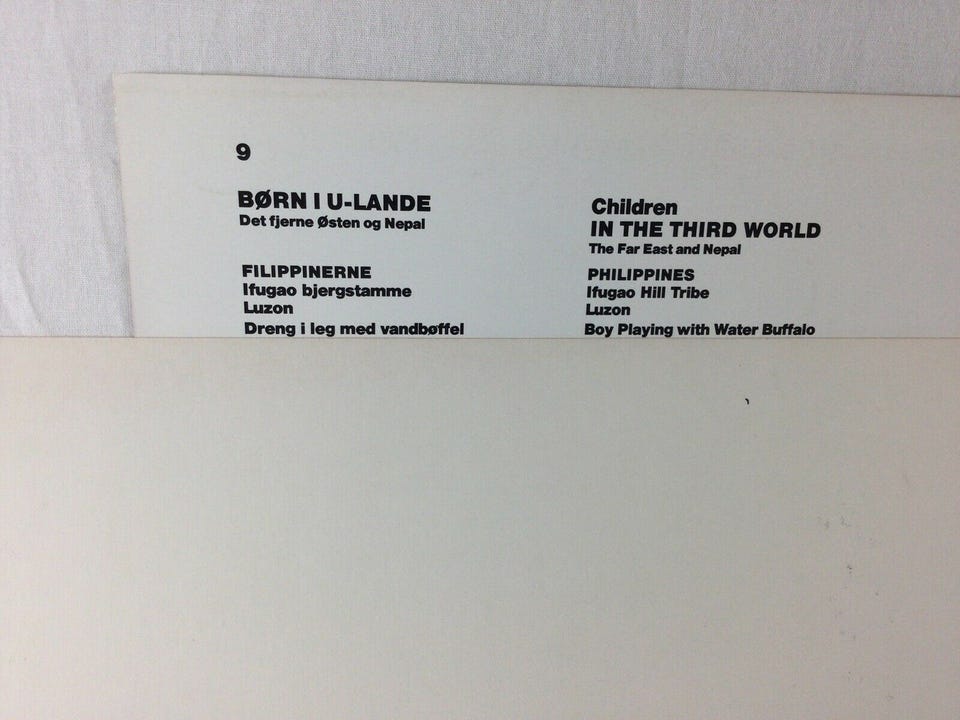 9
BØRN I U-LANDE
Det fjerne Østen og Nepal
FILIPPINERNE
Ifugao bjergstamme
Luzon
Dreng i leg med vandbøffel
Children
IN THE THIRD WORLD
The Far East and Nepal
PHILIPPINES
Ifugao Hill Tribe
Luzon
Boy Playing with Water Buffalo